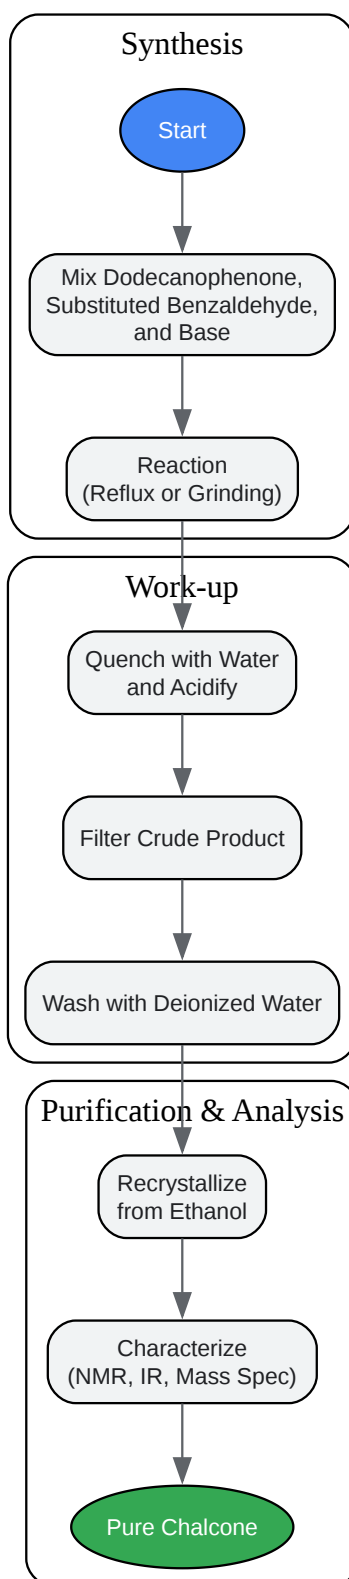 Synthesis
Start
Mix Dodecanophenone,
Substituted Benzaldehyde,
and Base
Reaction
(Reflux or Grinding)
Work-up
Quench with Water
and Acidify
Filter Crude Product
Wash with Deionized Water
Purification & Analysis
Recrystallize
from Ethanol
Characterize
(NMR, IR, Mass Spec)
Pure Chalcone